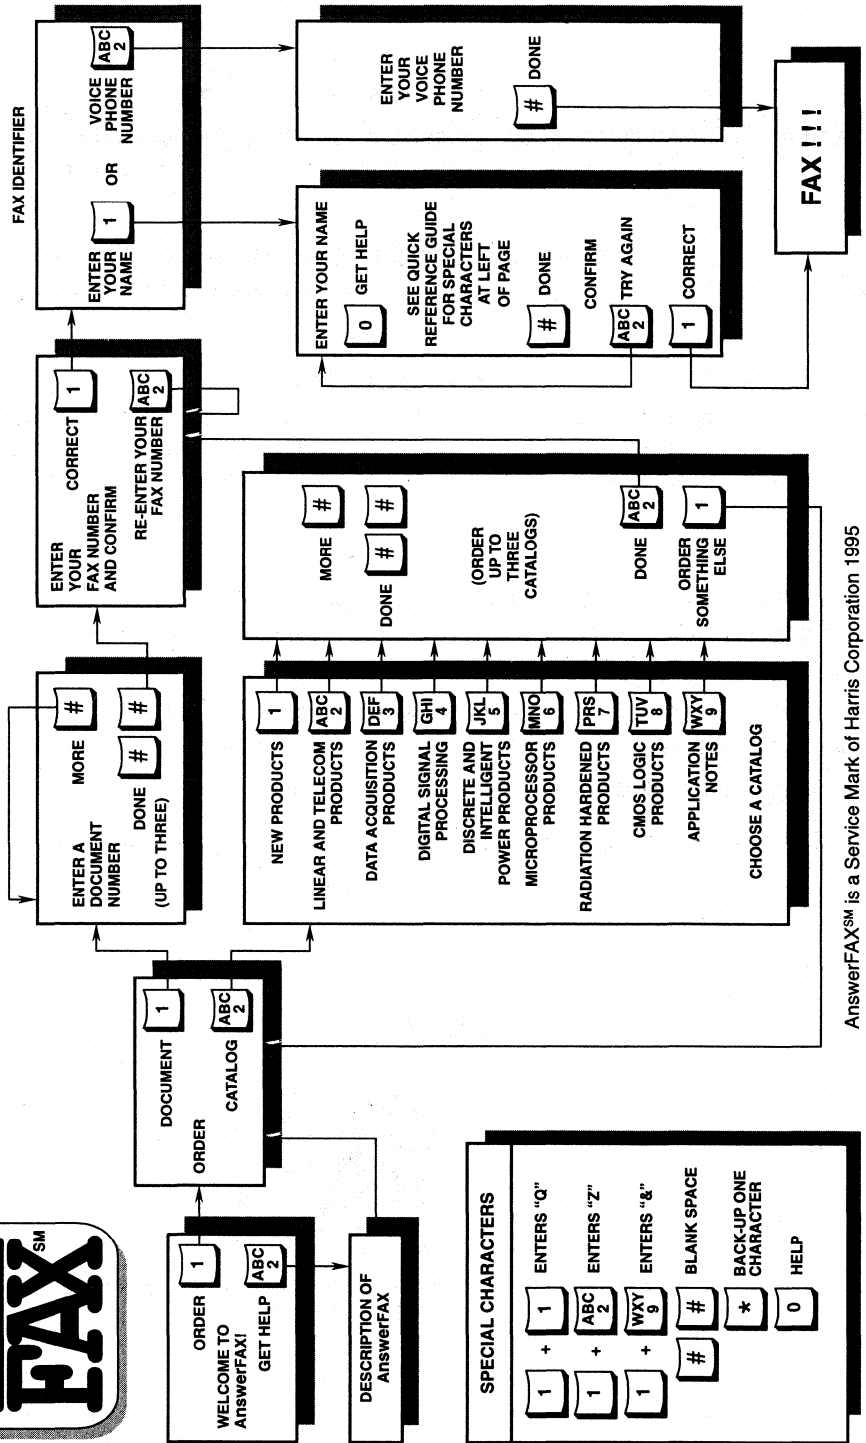 FAX SM
WELCOME TO
AnswerFAX!
ORDER 1
GET HELP ABC 2
DESCRIPTION OF
AnswerFAX
ORDER
DOCUMENT 1
CATALOG ABC 2
ENTER A
DOCUMENT
NUMBER
MORE #
DONE # #
(UP TO THREE)
ENTER
YOUR
FAX NUMBER
AND CONFIRM
CORRECT 1
RE-ENTER YOUR
FAX NUMBER ABC 2
FAX IDENTIFIER
ENTER
YOUR
NAME 1
OR
VOICE
PHONE
NUMBER ABC 2
NEW PRODUCTS 1
LINEAR AND TELECOM
PRODUCTS ABC 2
DATA ACQUISITION
PRODUCTS DEF 3
DIGITAL SIGNAL
PROCESSING GHI 4
DISCRETE AND
INTELLIGENT
POWER PRODUCTS JKL 5
MICROPROCESSOR
PRODUCTS MNO 6
RADIATION HARDENED
PRODUCTS PRS 7
CMOS LOGIC
PRODUCTS TUV 8
APPLICATION
NOTES WXY 9
CHOOSE A CATALOG
MORE #
DONE # #
(ORDER
UP TO
THREE
CATALOGS)
DONE ABC 2
ORDER
SOMETHING
ELSE 1
ENTER YOUR NAME
0 GET HELP
SEE QUICK
REFERENCE GUIDE
FOR SPECIAL
CHARACTERS
AT LEFT
OF PAGE
# DONE
CONFIRM
ABC 2 TRY AGAIN
1 CORRECT
ENTER
YOUR
VOICE
PHONE
NUMBER
# DONE
FAX ! ! !
SPECIAL CHARACTERS
1 + 1 ENTERS “Q”
1 + ABC 2 ENTERS “Z”
1 + WXY 9 ENTERS “&”
# # BLANK SPACE
* BACK-UP ONE
CHARACTER
0 HELP
AnswerFAX SM is a Service Mark of Harris Corporation 1995